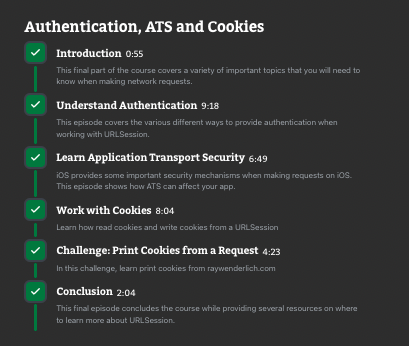 Authentication, ATS and Cookies
Introduction 0:55
This final part of the course covers a variety of important topics that you will need to
know when making network requests.
Understand Authentication 9:18
This episode covers the various different ways to provide authentication when
working with URLSession.
Learn Application Transport Security 6:49
iOS provides some important security mechanisms when making requests on iOS.
This episode shows how ATS can affect your app.
Work with Cookies 8:04
Learn how read cookies and write cookies from a URLSession
Challenge: Print Cookies from a Request 4:23
In this challenge, learn print cookies from raywenderlich.com
Conclusion 2:04
This final episode concludes the course while providing several resources on where
to learn more about URLSession.